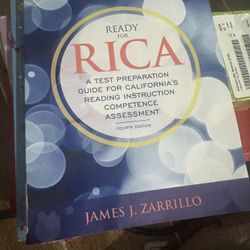 READY
FOR
RICA
A TEST PREPARATION
GUIDE FOR CALIFORNIA'S
READING INSTRUCTION
COMPETENCE
ASSESSMENT
FOURTH EDITION
JAMES J. ZARRILLO